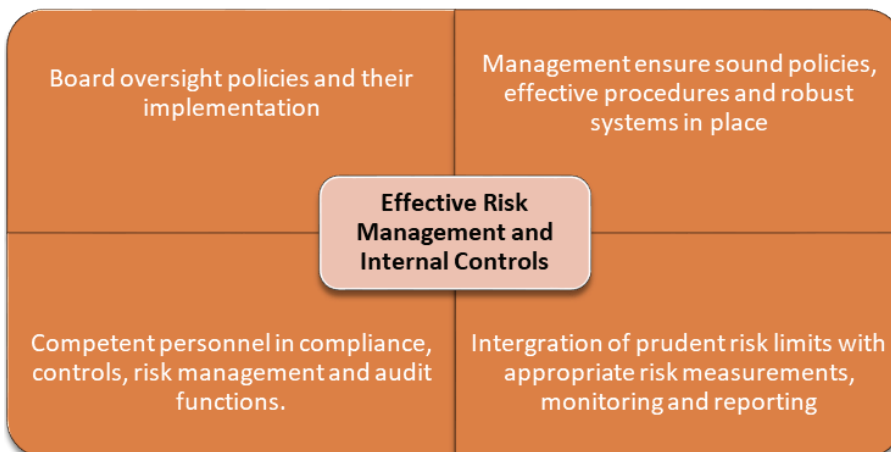 Board oversight policies and their
implementation
Management ensure sound policies,
effective procedures and robust
systems in place
Effective Risk
Management and
Internal Controls
Competent personnel in compliance,
controls, risk management and audit
functions.
Intergration of prudent risk limits with
appropriate risk measurements,
monitoring and reporting